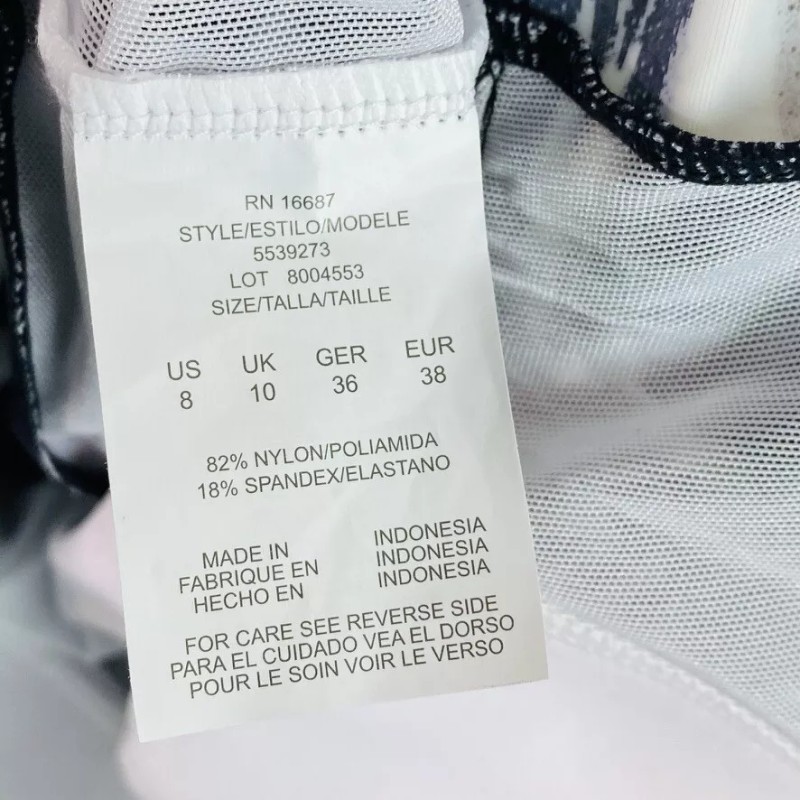 RN 16687
STYLE/ESTILO/MODELE
5539273
LOT 8004553
SIZE/TALLA/TAILLE
US UK GER EUR
8 10 36 38
82% NYLON/POLIAMIDA
18% SPANDEX/ELASTANO
MADE IN INDONESIA
FABRIQUE EN INDONESIA
HECHO EN INDONESIA
FOR CARE SEE REVERSE SIDE
PARA EL CUIDADO VEA EL DORSO
POUR LE SOIN VOIR LE VERSO